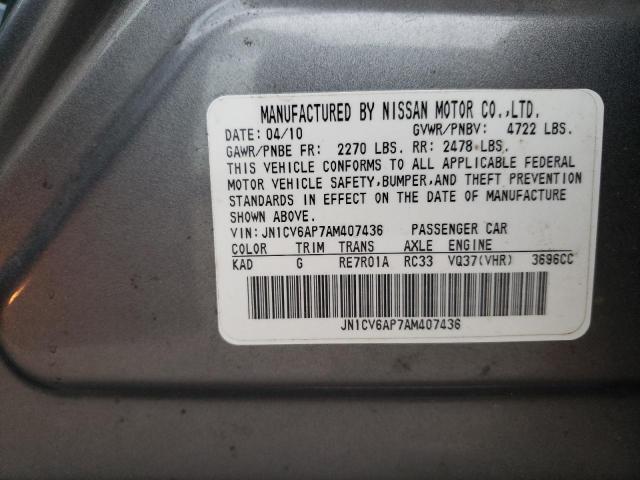 MANUFACTURED BY NISSAN MOTOR CO.,LTD.
DATE: 04/10 GVWR/PNBV: 4722 LBS.
GAWR/PNBE FR: 2270 LBS. RR: 2478 LBS.
THIS VEHICLE CONFORMS TO ALL APPLICABLE FEDERAL
MOTOR VEHICLE SAFETY,BUMPER,AND THEFT PREVENTION
STANDARDS IN EFFECT ON THE DATE OF MANUFACTURE
SHOWN ABOVE.
VIN:JN1CV6AP7AM407436 PASSENGER CAR
COLOR TRIM TRANS AXLE ENGINE
KAD G RE7R01A RC33 VQ37(VHR) 3696CC
JN1CV6AP7AM407436